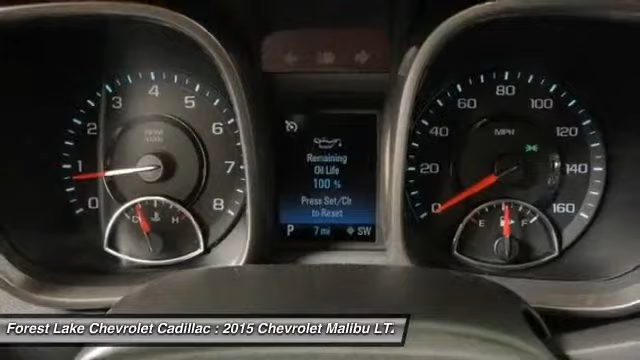 0 1 2 3 4 5 6 7 8
RPM
x1000
C H
Remaining
Oil Life
100 %
Press Set/Clr
to Reset
P 7 mi SW
0 20 40 60 80 100 120 140 160
MPH
E F
Forest Lake Chevrolet Cadillac : 2015 Chevrolet Malibu LT.